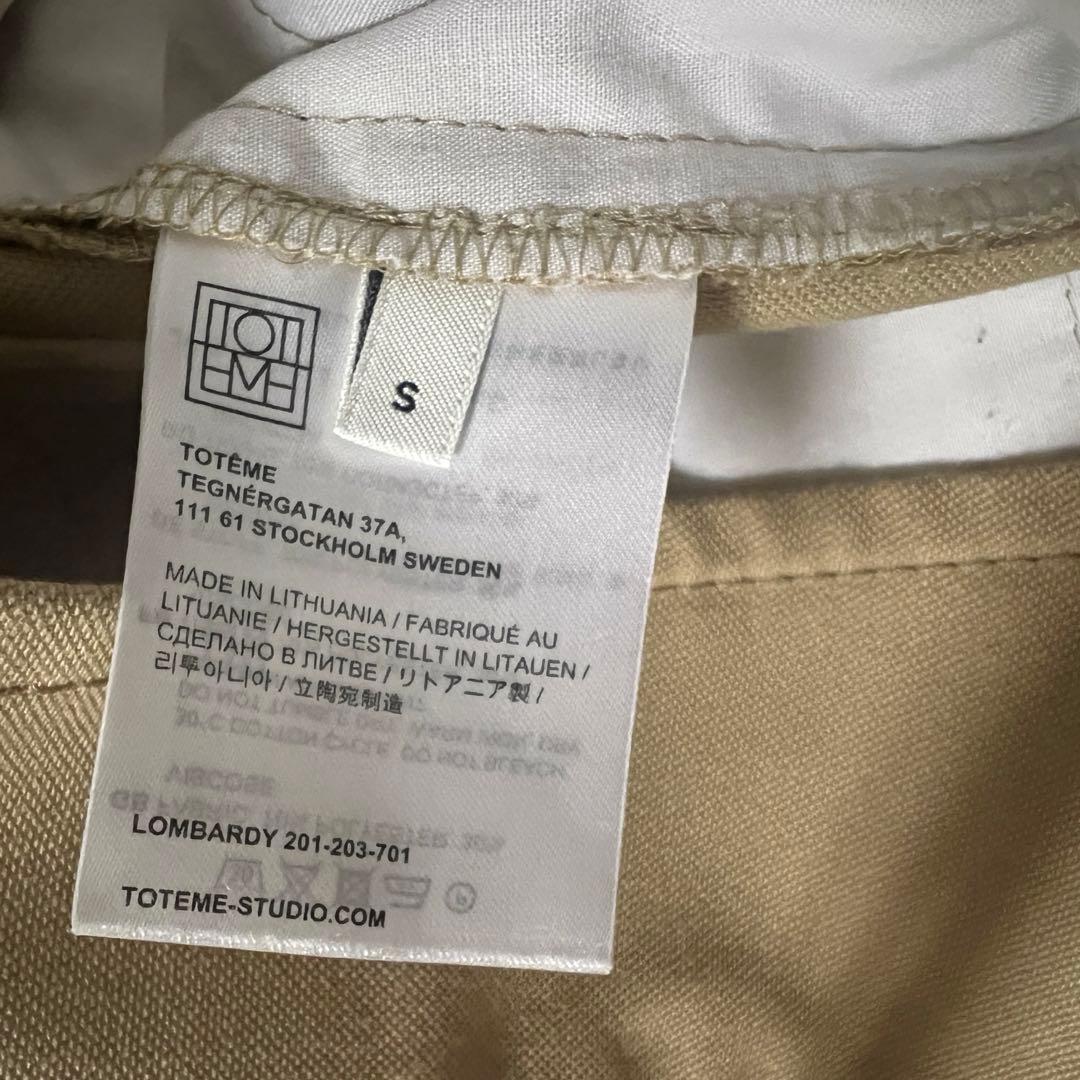 TOTEME
S
TOTÊME
TEGNÉRGATAN 37A,
111 61 STOCKHOLM SWEDEN
MADE IN LITHUANIA / FABRIQUÉ AU
LITUANIE / HERGESTELLT IN LITAUEN /
СДЕЛАНО В ЛИТВЕ / リトアニア製 /
리투아니아 / 立陶宛制造
LOMBARDY 201-203-701
TOTEME-STUDIO.COM